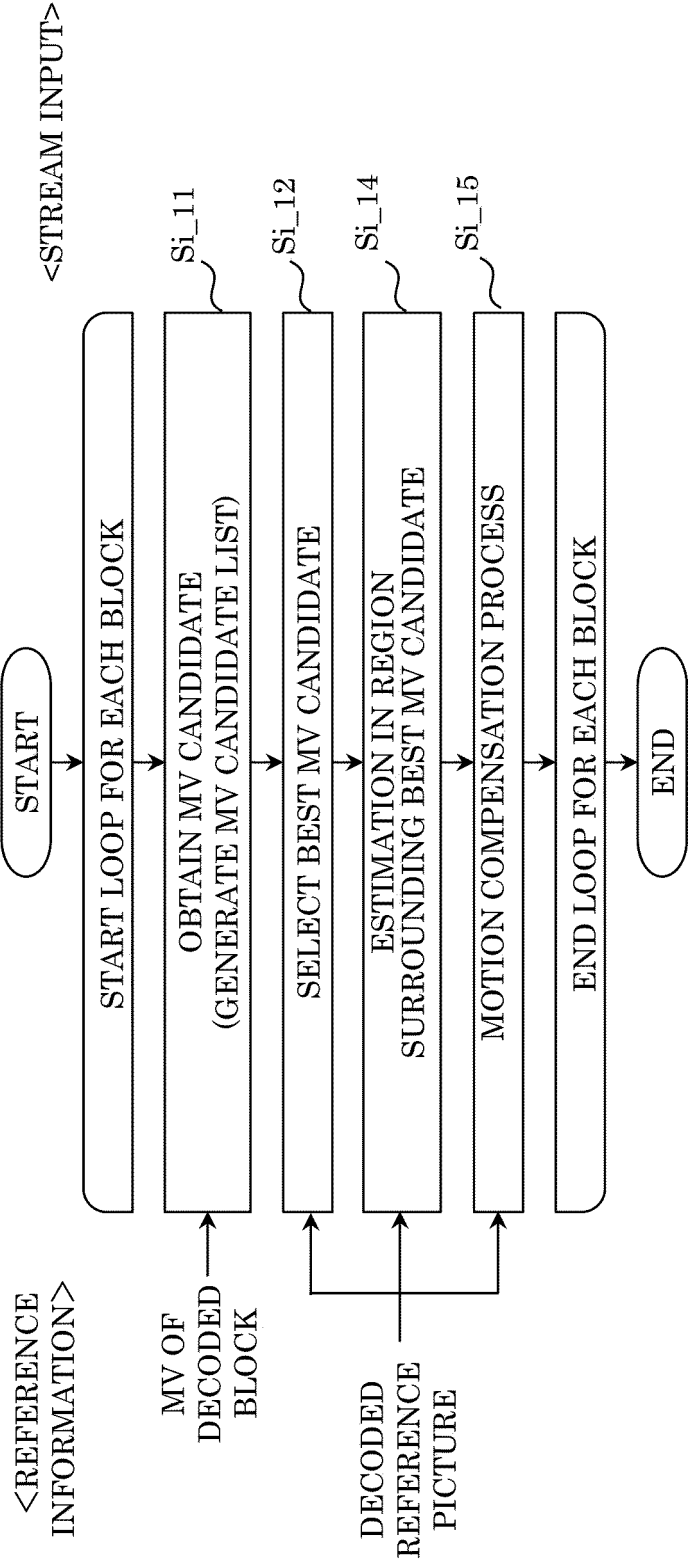 <REFERENCE
INFORMATION>
<STREAM INPUT>
START
START LOOP FOR EACH BLOCK
MV OF
DECODED
BLOCK
OBTAIN MV CANDIDATE
(GENERATE MV CANDIDATE LIST)
Si_11
SELECT BEST MV CANDIDATE
Si_12
DECODED
REFERENCE
PICTURE
ESTIMATION IN REGION
SURROUNDING BEST MV CANDIDATE
Si_14
MOTION COMPENSATION PROCESS
Si_15
END LOOP FOR EACH BLOCK
END